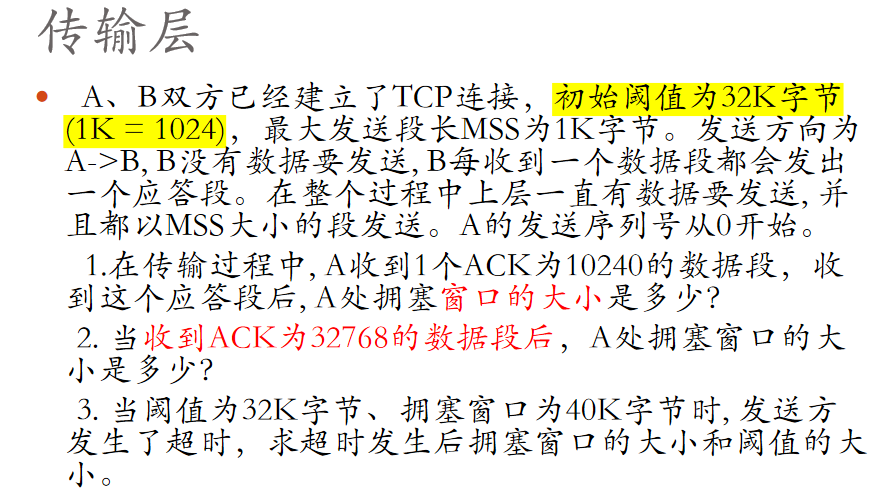 传输层
• A、B双方已经建立了TCP连接，初始阈值为32K字节
(1K = 1024)，最大发送段长MSS为1K字节。发送方向为
A->B, B没有数据要发送, B每收到一个数据段都会发出
一个应答段。在整个过程中上层一直有数据要发送, 并
且都以MSS大小的段发送。A的发送序列号从0开始。
1.在传输过程中, A收到1个ACK为10240的数据段，收
到这个应答段后, A处拥塞窗口的大小是多少?
2. 当收到ACK为32768的数据段后，A处拥塞窗口的大
小是多少?
3. 当阈值为32K字节、拥塞窗口为40K字节时, 发送方
发生了超时，求超时发生后拥塞窗口的大小和阈值的大
小。